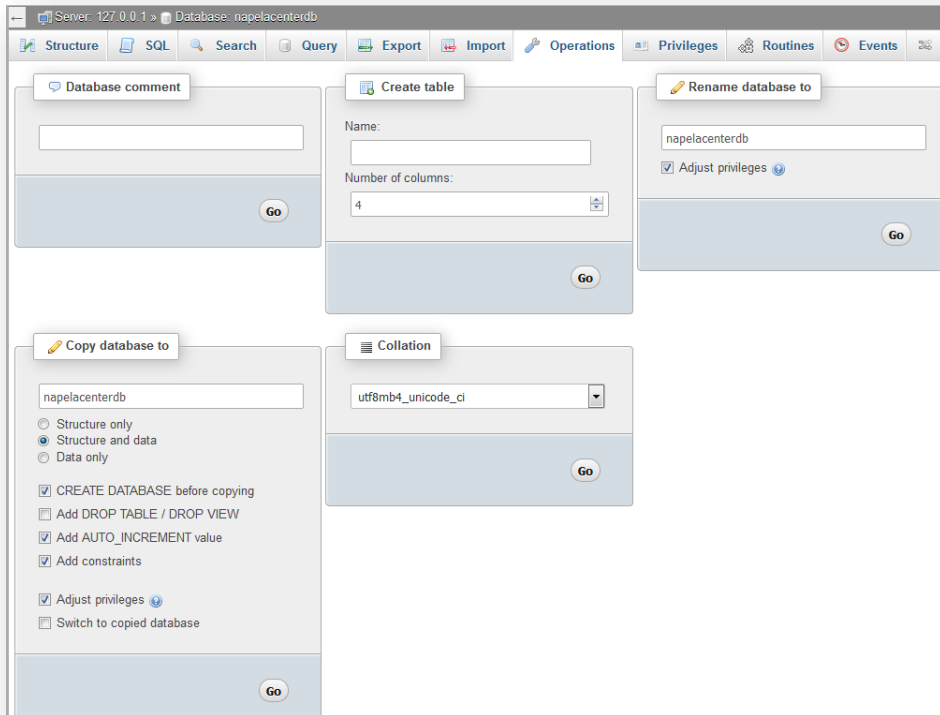 Server: 127.0.0.1 » Database: napelacenterdb
Structure SQL Search Query Export Import Operations Privileges Routines Events
Database comment
Go
Create table
Name:
Number of columns:
4
Go
Rename database to
napelacenterdb
Adjust privileges
Go
Copy database to
napelacenterdb
Structure only
Structure and data
Data only
CREATE DATABASE before copying
Add DROP TABLE / DROP VIEW
Add AUTO_INCREMENT value
Add constraints
Adjust privileges
Switch to copied database
Go
Collation
utf8mb4_unicode_ci
Go